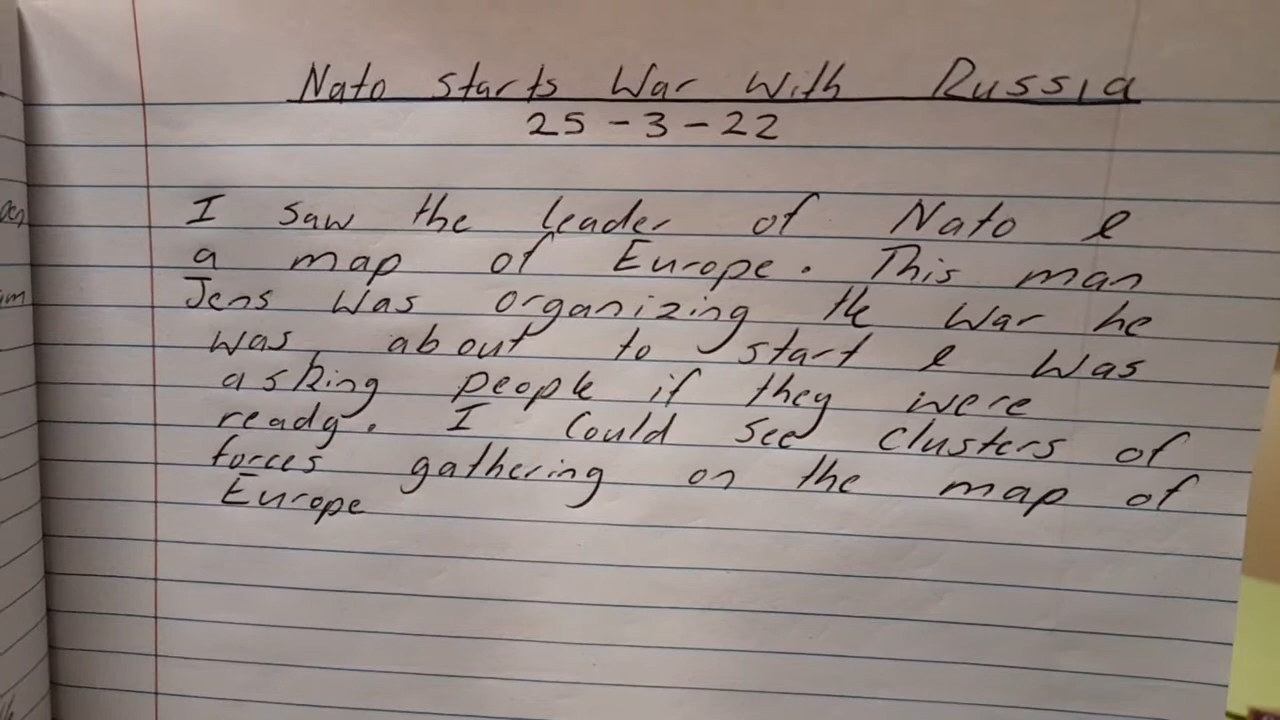 Nato starts War With Russia
25-3-22
I saw the leader of Nato &
a map of Europe. This man
Jens Was organizing the War he
was about to start & Was
asking people if they were
ready. I Could see clusters of
forces gathering on the map of
Europe